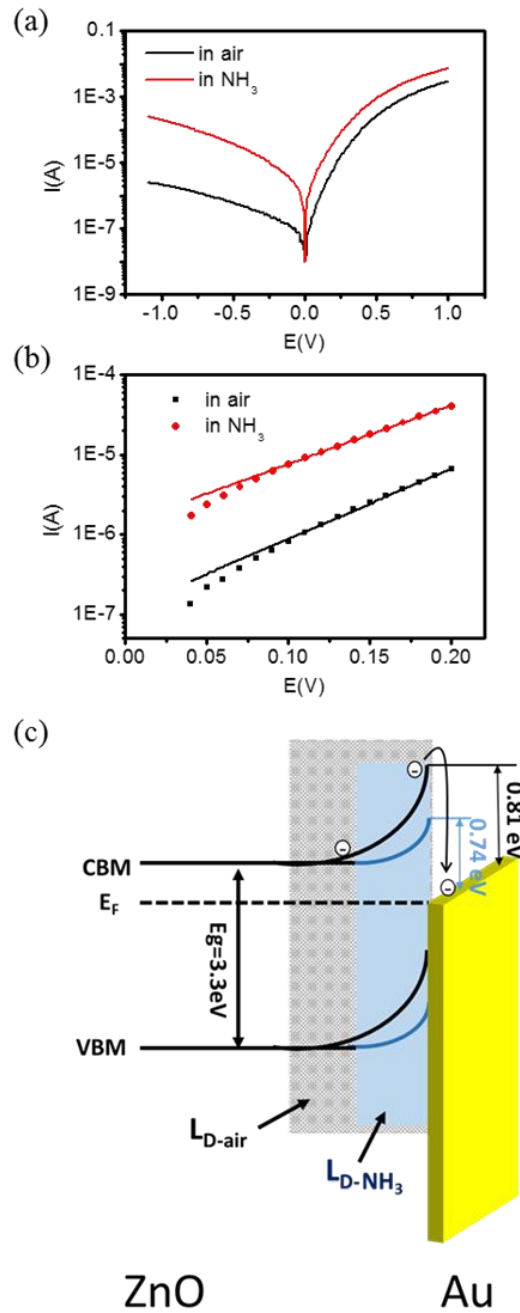 (a)
0.1
1E-3
1E-5
1E-7
1E-9
I(A)
in air
in NH3
-1.0
-0.5
0.0
0.5
1.0
E(V)
(b)
1E-4
1E-5
1E-6
1E-7
I(A)
in air
in NH3
0.00
0.05
0.10
0.15
0.20
E(V)
(c)
CBM
EF
VBM
Eg=3.3eV
0.74 eV
0.81 eV
LD-air
LD-NH3
ZnO
Au